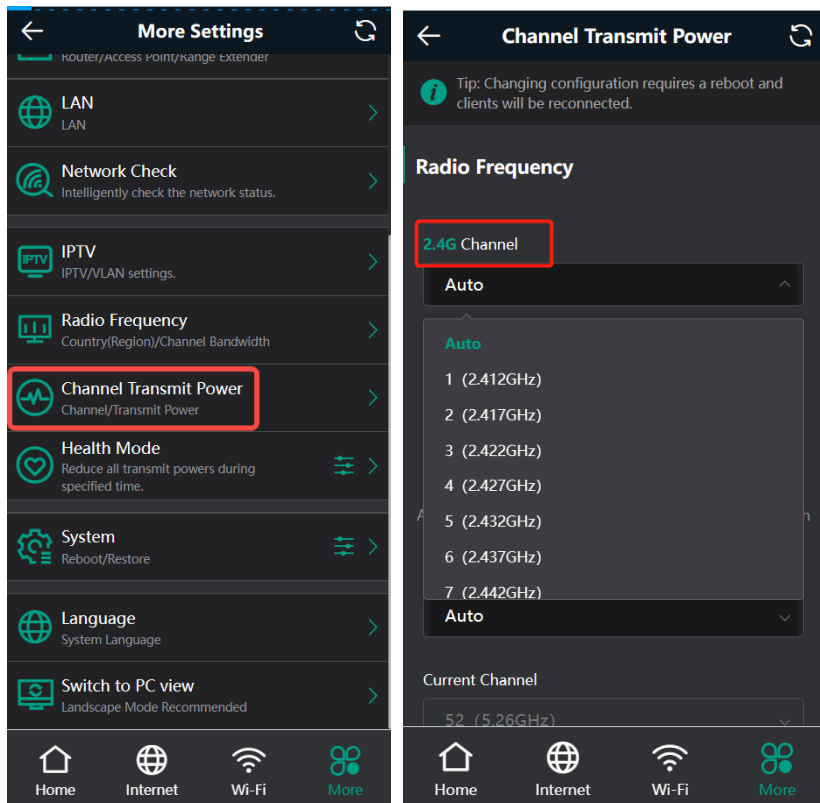 More Settings
Router/Access Point/Range Extender
LAN
LAN
Network Check
Intelligently check the network status.
IPTV
IPTV
IPTV/VLAN settings.
Radio Frequency
Country(Region)/Channel Bandwidth
Channel Transmit Power
Channel/Transmit Power
Health Mode
Reduce all transmit powers during
specified time.
System
Reboot/Restore
Language
System Language
Switch to PC view
Landscape Mode Recommended
Home Internet Wi-Fi More
Channel Transmit Power
Tip: Changing configuration requires a reboot and
clients will be reconnected.
Radio Frequency
2.4G Channel
Auto
Auto
1 (2.412GHz)
2 (2.417GHz)
3 (2.422GHz)
4 (2.427GHz)
5 (2.432GHz)
6 (2.437GHz)
7 (2.442GHz)
Auto
Current Channel
52 (5.26GHz)
Home Internet Wi-Fi More